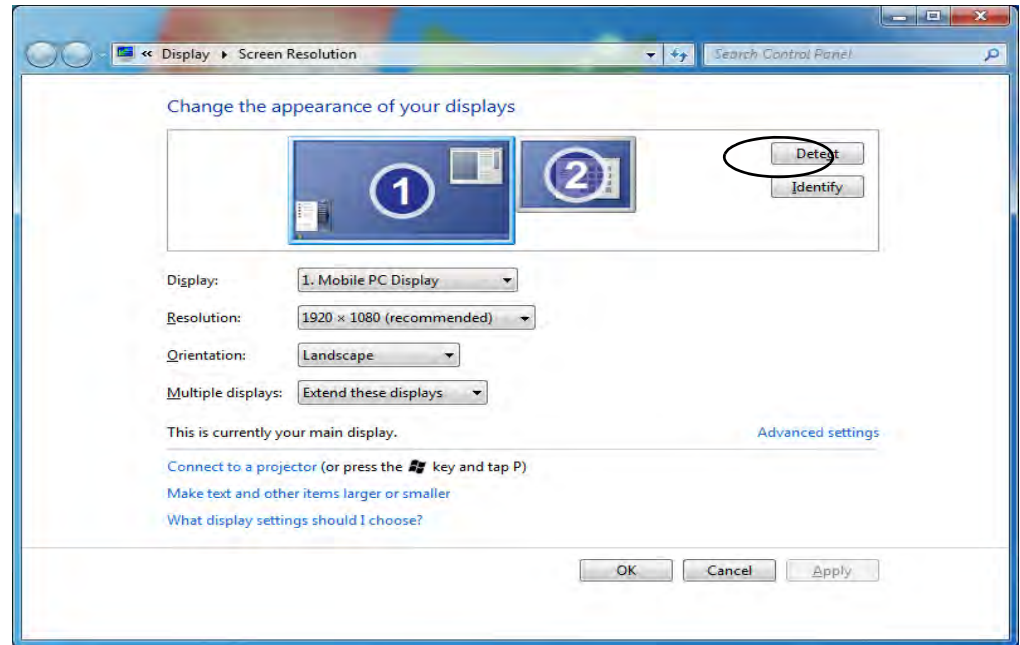 « Display ▸ Screen Resolution Search Control Panel
Change the appearance of your displays
1
2
Detect
Identify
Display: 1. Mobile PC Display
Resolution: 1920 × 1080 (recommended)
Orientation: Landscape
Multiple displays: Extend these displays
This is currently your main display. Advanced settings
Connect to a projector (or press the key and tap P)
Make text and other items larger or smaller
What display settings should I choose?
OK Cancel Apply